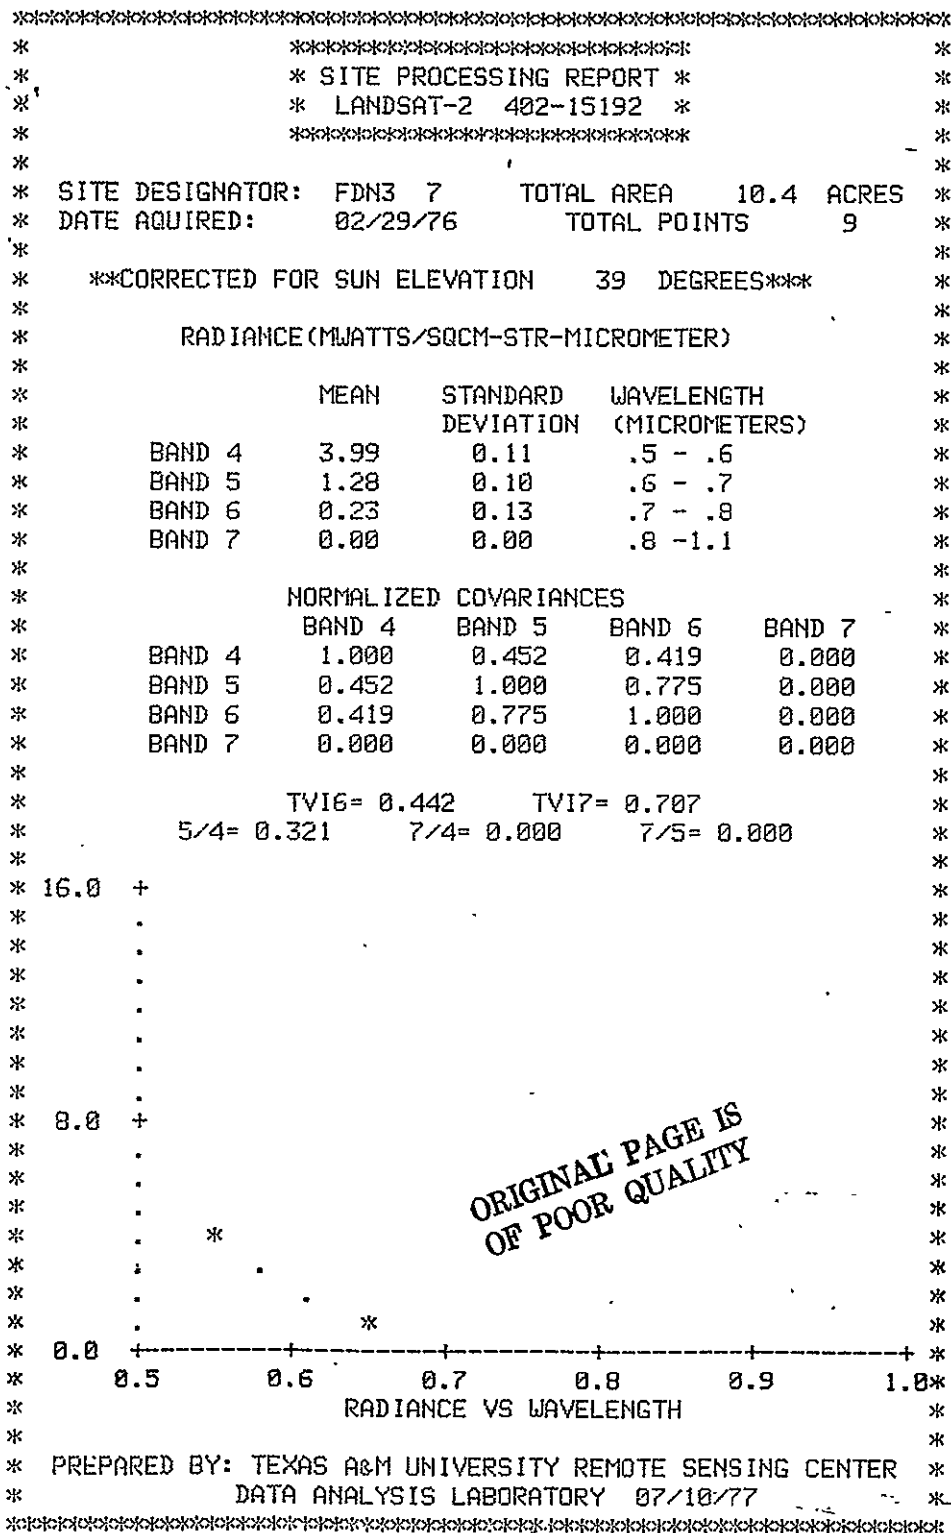 * SITE PROCESSING REPORT *
* LANDSAT-2 402-15192 *
SITE DESIGNATOR: FDN3 7 TOTAL AREA 10.4 ACRES
DATE AQUIRED: 02/29/76 TOTAL POINTS 9
**CORRECTED FOR SUN ELEVATION 39 DEGREES***
RADIANCE(MWATTS/SQCM-STR-MICROMETER)
MEAN STANDARD WAVELENGTH
DEVIATION (MICROMETERS)
BAND 4 3.99 0.11 .5 - .6
BAND 5 1.28 0.10 .6 - .7
BAND 6 0.23 0.13 .7 - .8
BAND 7 0.00 0.00 .8 -1.1
NORMALIZED COVARIANCES
BAND 4 BAND 5 BAND 6 BAND 7
BAND 4 1.000 0.452 0.419 0.000
BAND 5 0.452 1.000 0.775 0.000
BAND 6 0.419 0.775 1.000 0.000
BAND 7 0.000 0.000 0.000 0.000
TVI6= 0.442 TVI7= 0.707
5/4= 0.321 7/4= 0.000 7/5= 0.000
16.0
8.0
ORIGINAL PAGE IS
OF POOR QUALITY
0.0
0.5 0.6 0.7 0.8 0.9 1.0
RADIANCE VS WAVELENGTH
PREPARED BY: TEXAS A&M UNIVERSITY REMOTE SENSING CENTER
DATA ANALYSIS LABORATORY 07/10/77